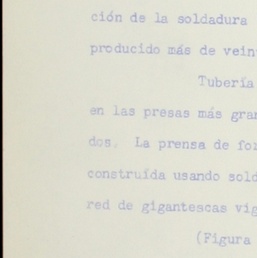 ción de la soldadura
producido más de vein
Tubería
en las presas más gran
dos. La prensa de for
construída usando sold
red de gigantescas vig
(Figura